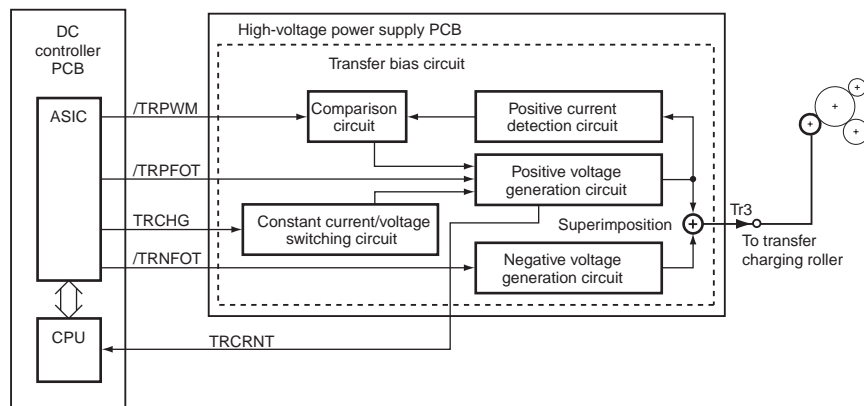 DC
controller
PCB
High-voltage power supply PCB
Transfer bias circuit
ASIC
/TRPWM
Comparison
circuit
Positive current
detection circuit
/TRPFOT
Positive voltage
generation circuit
TRCHG
Constant current/voltage
switching circuit
Superimposition
Tr3
To transfer
charging roller
/TRNFOT
Negative voltage
generation circuit
CPU
TRCRNT